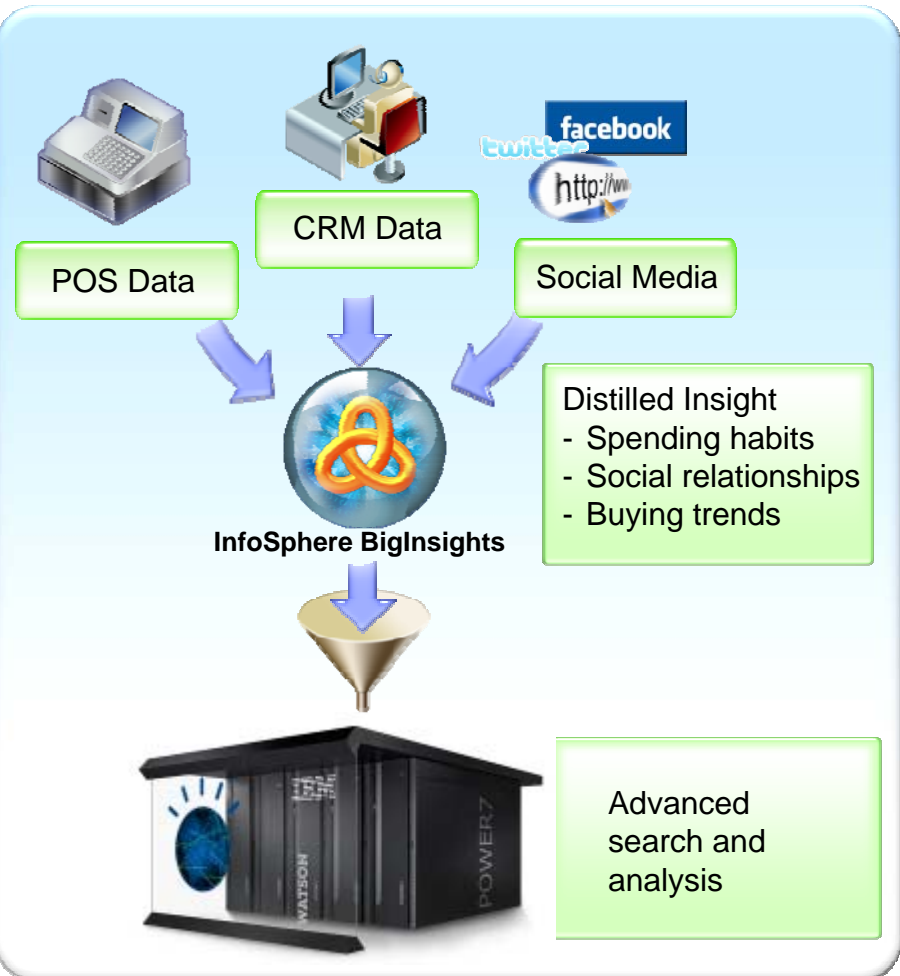 facebook
twitter
http://ww
CRM Data
POS Data
Social Media
Distilled Insight
- Spending habits
- Social relationships
- Buying trends
InfoSphere BigInsights
IBM
WATSON
POWER7
Advanced
search and
analysis